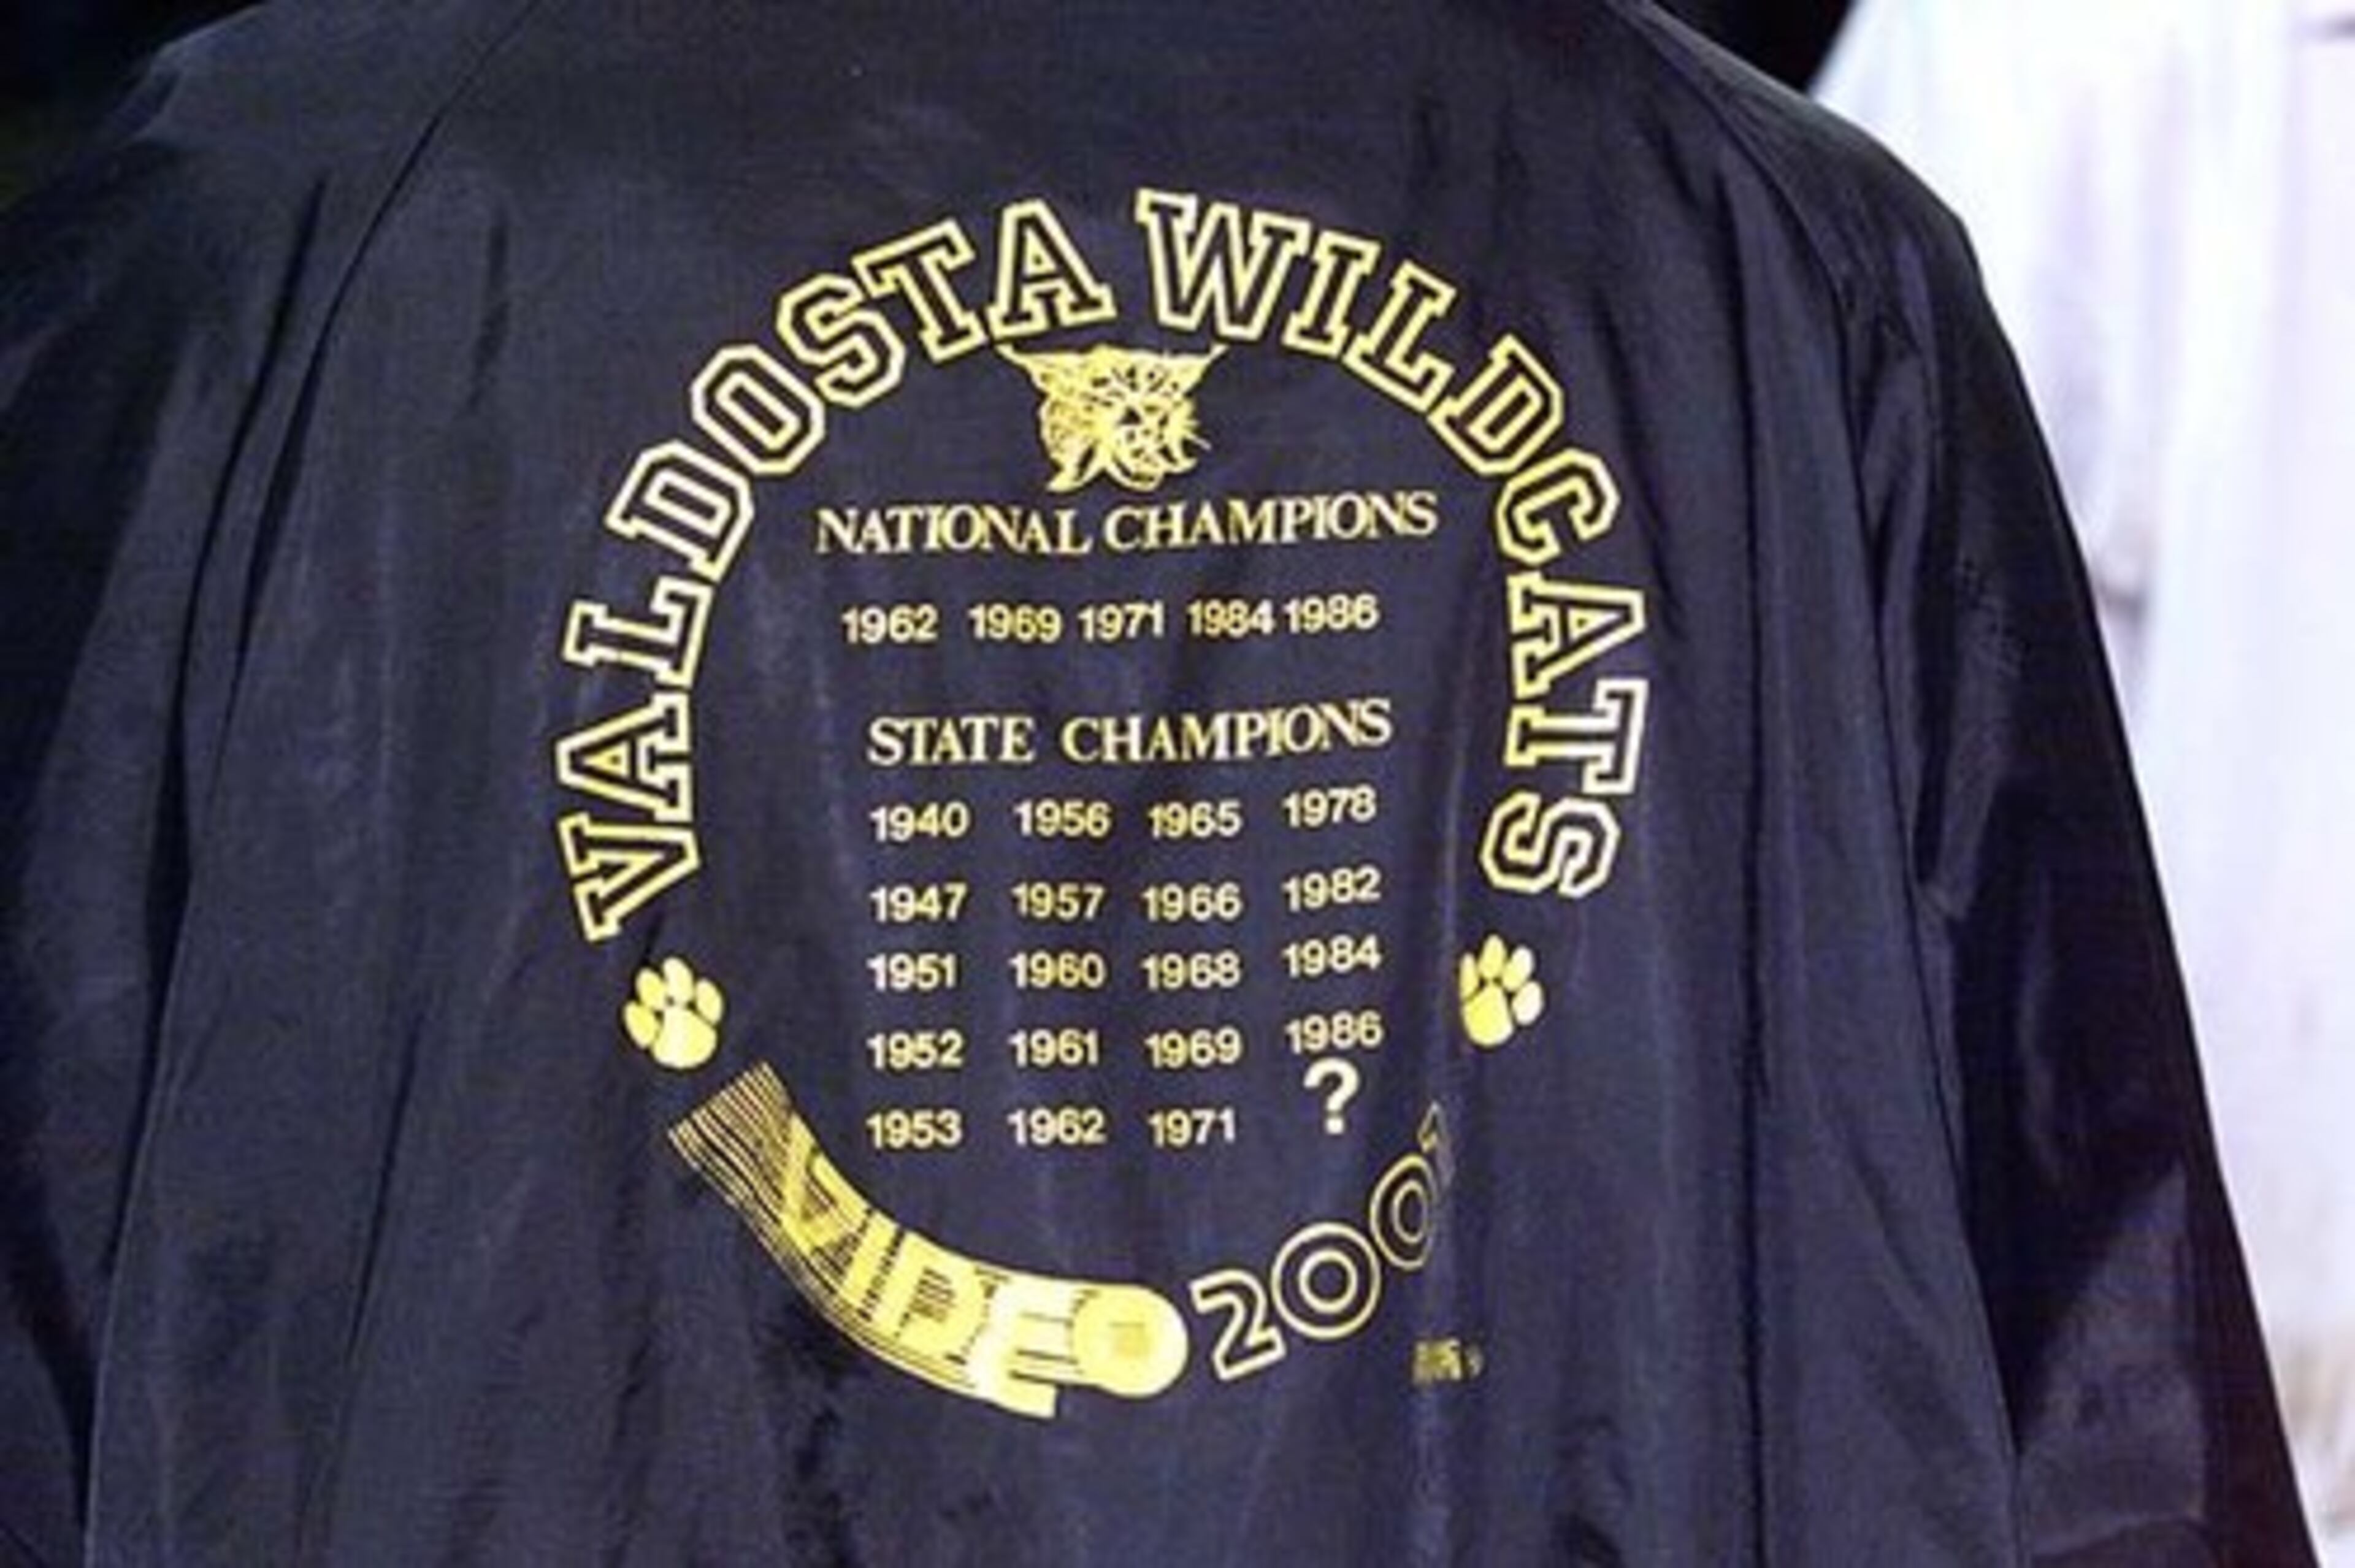 VALDOSTA WILDCATS
NATIONAL CHAMPIONS
1962 1969 1971 1984 1986
STATE CHAMPIONS
1940 1956 1965 1978
1947 1957 1966 1982
1951 1960 1968 1984
1952 1961 1969 1986
1953 1962 1971 ?
VIDEO